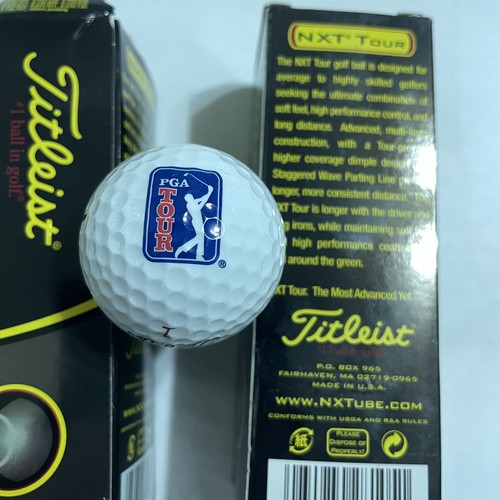 Titleist®
#1 ball in golf.™
PGA
TOUR
®
NXT® TOUR
The NXT Tour golf ball is designed for
average to highly skilled golfers
seeking the ultimate combination of
soft feel, high performance control, and
long distance. Advanced, multi-
construction, with a Tour-
higher coverage dimple design
Staggered Wave Parting Line
longer, more consistent distance.
NXT Tour is longer with the driver and
long irons, while maintaining soft
high performance control
around the green.
NXT Tour. The Most Advanced Yet.
Titleist
P.O. BOX 965
FAIRHAVEN, MA 02719-0965
MADE IN U.S.A.
WWW.NXTUBE.COM
CONFORMS WITH USGA AND R&A RULES
紙
PLEASE
DISPOSE OF
PROPERLY!